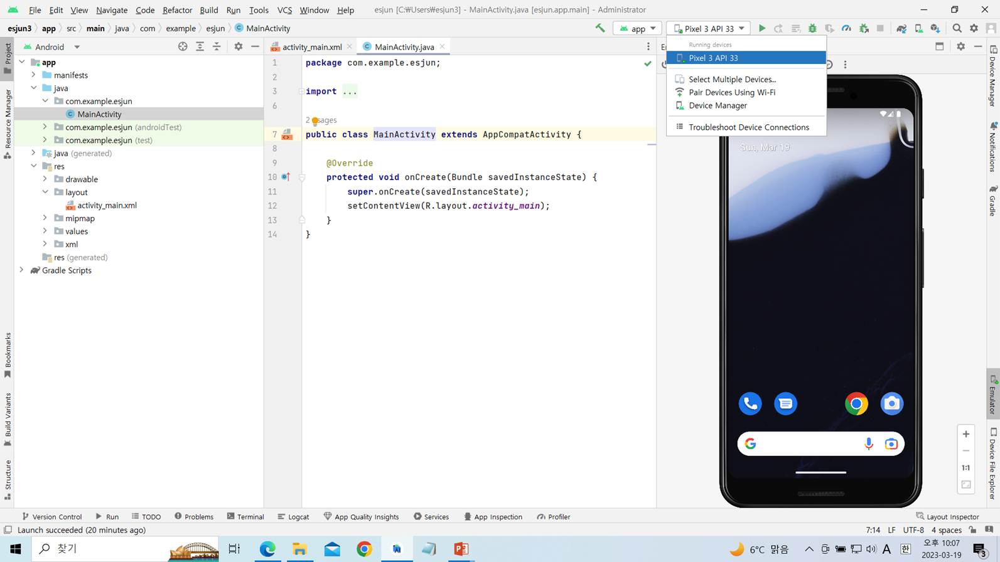 File Edit View Navigate Code Refactor Build Run Tools VCS Window Help esjun [C:₩Users₩esjun3] - MainActivity.java [esjun.app.main] - Administrator
esjun3 app src main java com example esjun MainActivity
app Pixel 3 API 33
Project
Resource Manager
Bookmarks
Build Variants
Structure
Android
app
manifests
java
com.example.esjun
MainActivity
com.example.esjun (androidTest)
com.example.esjun (test)
java (generated)
res
drawable
layout
activity_main.xml
mipmap
values
xml
res (generated)
Gradle Scripts
activity_main.xml MainActivity.java
1 package com.example.esjun;
2
3 import ...
6
2 usages
7 public class MainActivity extends AppCompatActivity {
8
9 @Override
10 protected void onCreate(Bundle savedInstanceState) {
11 super.onCreate(savedInstanceState);
12 setContentView(R.layout.activity_main);
13 }
14 }
Running devices
Pixel 3 API 33
Select Multiple Devices...
Pair Devices Using Wi-Fi
Device Manager
Troubleshoot Device Connections
Sun, Mar 19
1:1
Device Manager
Notifications
Gradle
Emulator
Device File Explorer
Version Control Run TODO Problems Terminal Logcat App Quality Insights Services App Inspection Profiler Layout Inspector
Launch succeeded (20 minutes ago) 7:14 LF UTF-8 4 spaces
찾기 6°C 맑음 A 한 오후 10:07
2023-03-19 3